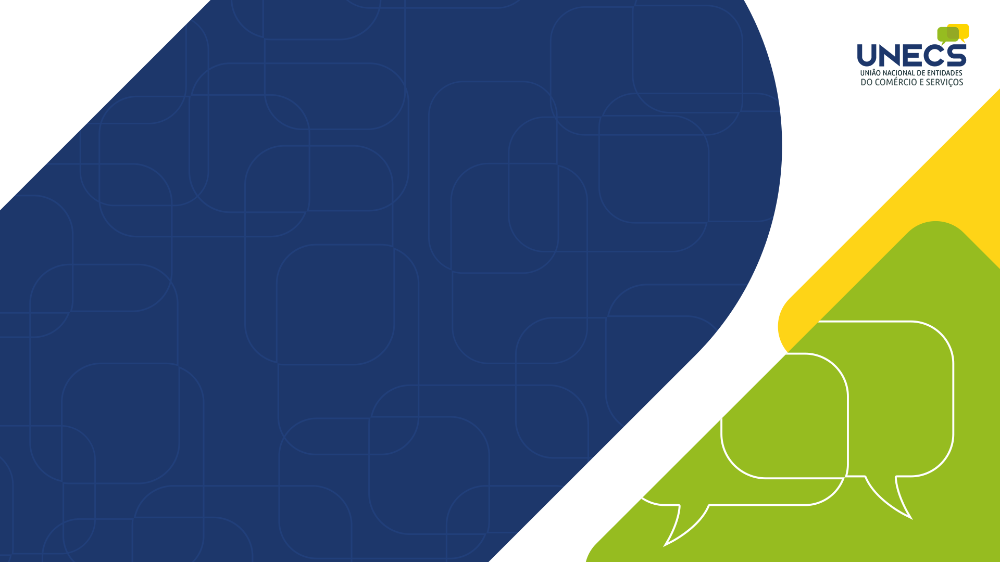 UNECS
UNIÃO NACIONAL DE ENTIDADES
DO COMÉRCIO E SERVIÇOS